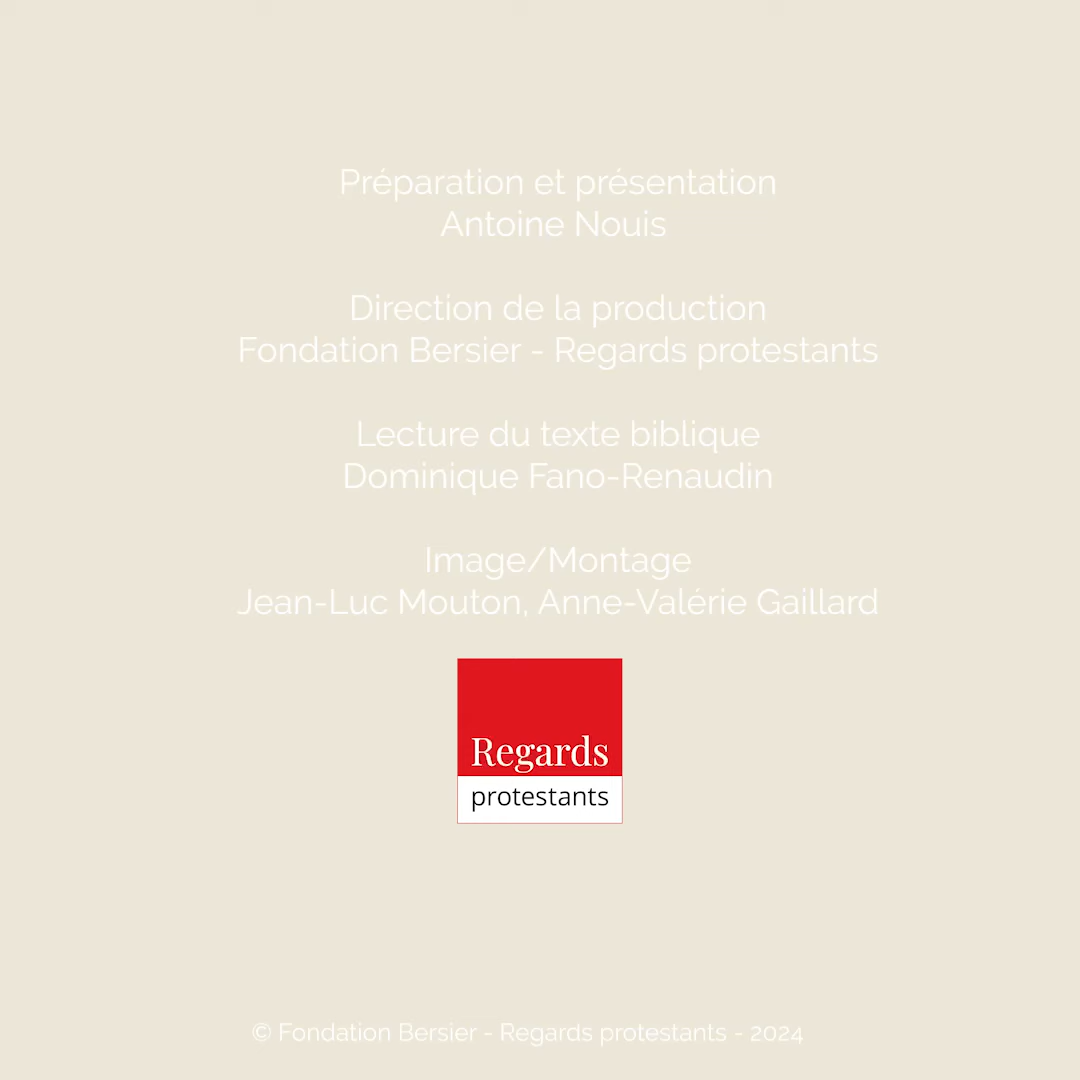 Préparation et présentation
Antoine Nouis
Direction de la production
Fondation Bersier - Regards protestants
Lecture du texte biblique
Dominique Fano-Renaudin
Image/Montage
Jean-Luc Mouton, Anne-Valérie Gaillard
Regards
protestants
© Fondation Bersier - Regards protestants - 2024